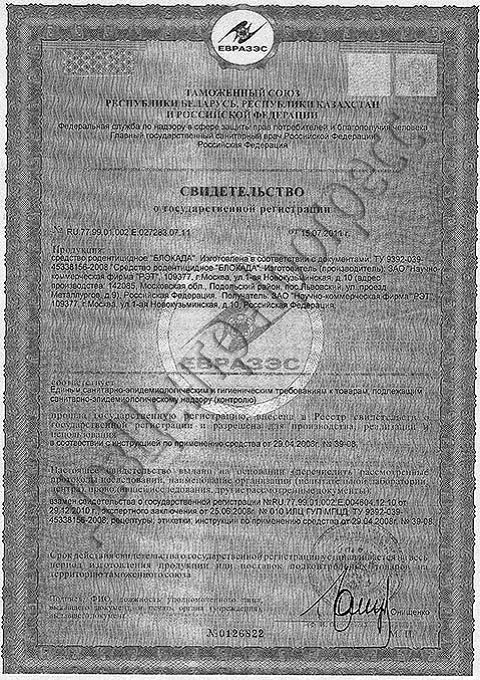 ЕВРАЗЭС
ТАМОЖЕННЫЙ СОЮЗ
РЕСПУБЛИКИ БЕЛАРУСЬ, РЕСПУБЛИКИ КАЗАХСТАН
И РОССИЙСКОЙ ФЕДЕРАЦИИ
Федеральная служба по надзору в сфере защиты прав потребителей и благополучия человека
Главный государственный санитарный врач Российской Федерации
Российская Федерация
СВИДЕТЕЛЬСТВО
о государственной регистрации
№ RU.77.99.01.002.Е.027283.07.11 от 15.07.2011 г.
Продукция:
средство родентицидное "БЛОКАДА". Изготовлена в соответствии с документами: ТУ 9392-039-
45338156-2008 "Средство родентицидное "БЛОКАДА". Изготовитель (производитель): ЗАО "Научно-
коммерческая фирма "РЭТ", 109377, г.Москва, ул.1-ая Новокузьминская, д.10 (адрес
производства: 142085, Московская обл., Подольский район, пос.Львовский, ул.проезд
Металлургов, д.9), Российская Федерация. Получатель: ЗАО "Научно-коммерческая фирма "РЭТ"
109377, г.Москва, ул.1-ая Новокузьминская, д.10, Российская Федерация.
ЕВРАЗЭС
соответствует
Единым санитарно-эпидемиологическим и гигиеническим требованиям к товарам, подлежащим
санитарно-эпидемиологическому надзору (контролю)
прошла государственную регистрацию, внесена в Реестр свидетельств о
государственной регистрации и разрешена для производства, реализации и
использования
в соответствии с инструкцией по применению средства от 29.04.2008г. № 39-08.
Настоящее свидетельство выдано на основании (перечислить рассмотренные
протоколы исследований, наименование организации (испытательной лаборатории,
центра), проводившей исследования, другие рассмотренные документы):
взамен свидетельства о государственной регистрации №RU.77.99.01.002.Е.004604.12.10 от
29.12.2010 г. экспертного заключения от 25.06.2008г. № 010 ИЛЦ ГУП МГЦД; ТУ 9392-039-
45338156-2008; рецептуры; этикетки; инструкции по применению средства от 29.04.2008г. № 39-08.
Срок действия свидетельства о государственной регистрации устанавливается на весь
период изготовления продукции или поставок подконтрольных товаров на
территорию таможенного союза
Подпись, ФИО, должность уполномоченного лица,
выдавшего документ, и печать органа (учреждения),
выдавшего документ
Онищенко
М. П.
№0126822